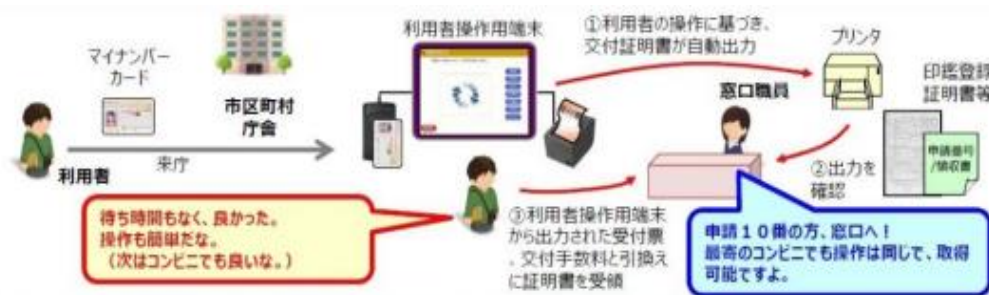 マイナンバー
カード
利用者
来庁
市区町村
庁舎
利用者操作用端末
①利用者の操作に基づき、
交付証明書が自動出力
プリンタ
窓口職員
印鑑登録
証明書等
申請番号
/領収書
②出力を
確認
③利用者操作用端末
から出力された受付票
、交付手数料と引換え
に証明書を受領
待ち時間もなく、良かった。
操作も簡単だな。
(次はコンビニでも良いな。)
申請10番の方、窓口へ!
最寄のコンビニでも操作は同じで、取得
可能ですよ。